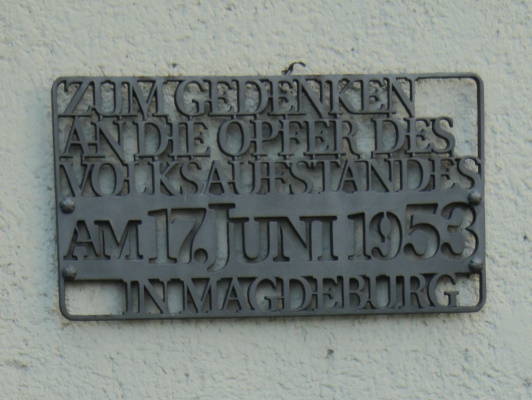 ZUM GEDENKEN
AN DIE OPFER DES
VOLKSAUFSTANDES
AM 17. JUNI 1953
IN MAGDEBURG